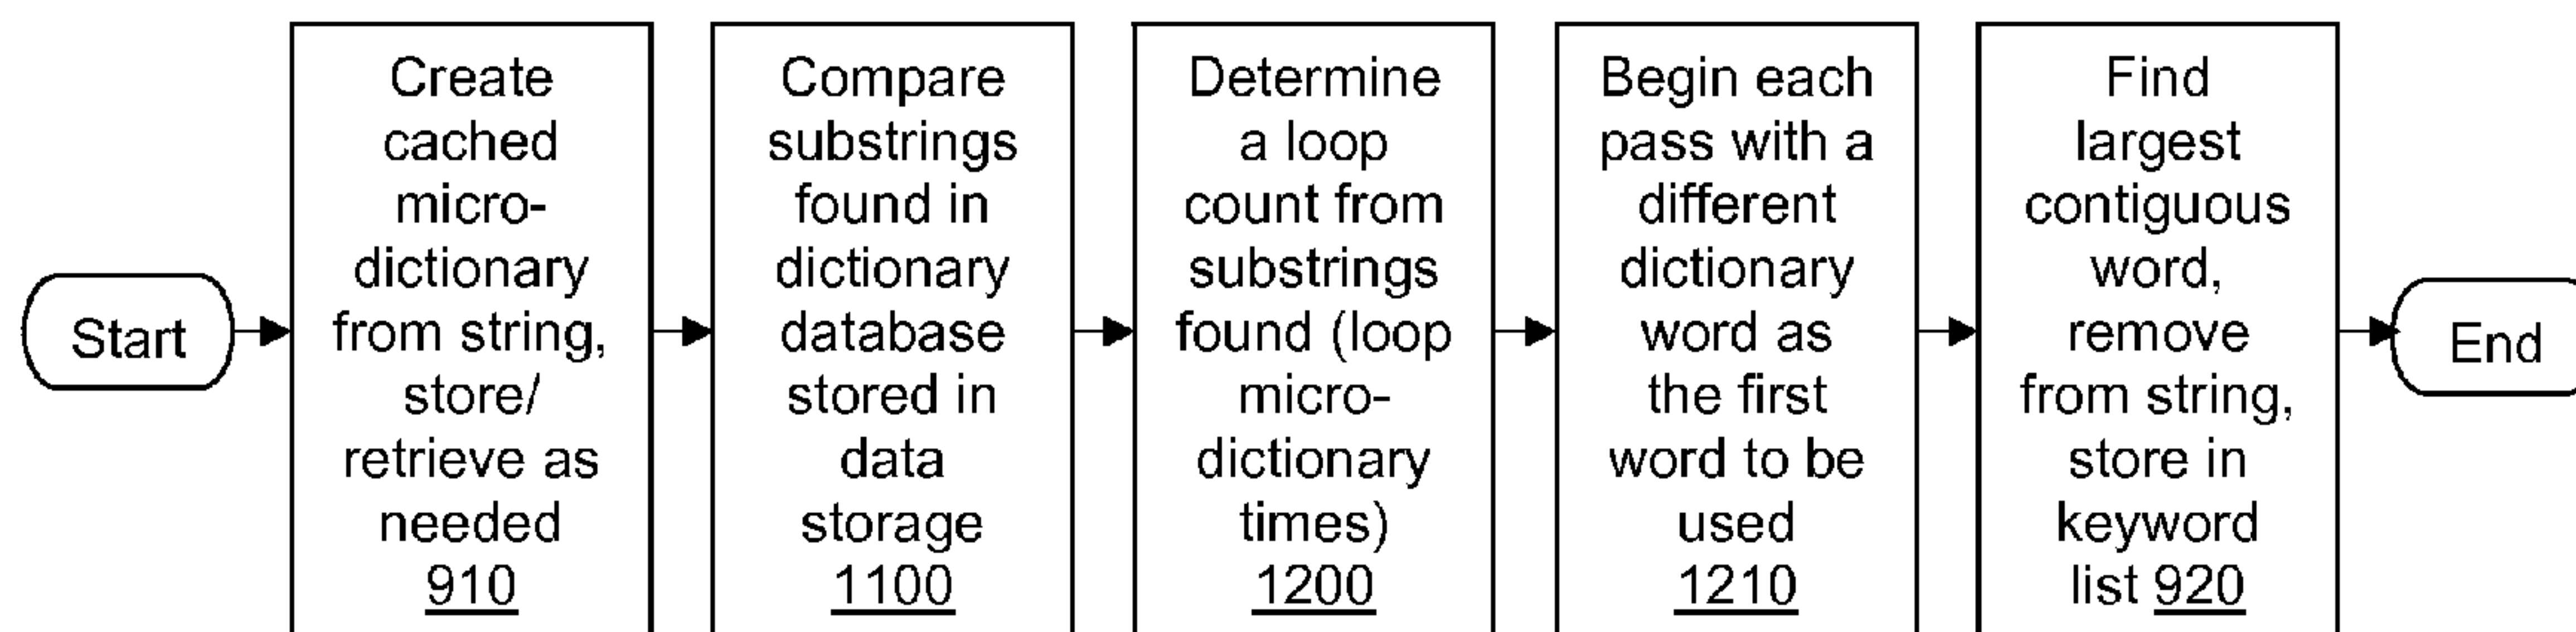 Start
Create
cached
micro-
dictionary
from string,
store/
retrieve as
needed
910
Compare
substrings
found in
dictionary
database
stored in
data
storage
1100
Determine
a loop
count from
substrings
found (loop
micro-
dictionary
times)
1200
Begin each
pass with a
different
dictionary
word as
the first
word to be
used
1210
Find
largest
contiguous
word,
remove
from string,
store in
keyword
list 920
End